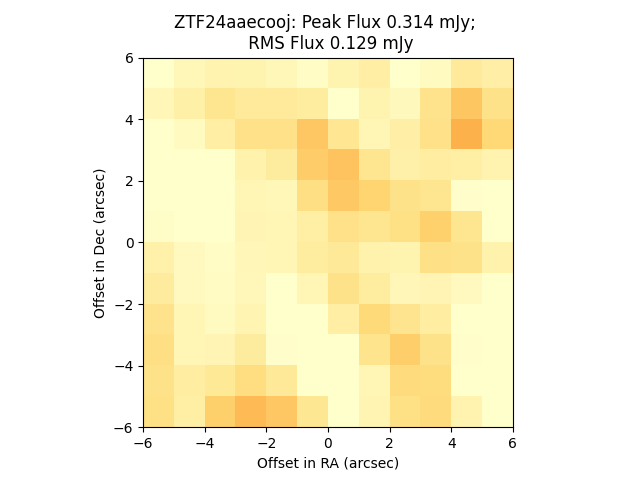 ZTF24aaecooj: Peak Flux 0.314 mJy;
RMS Flux 0.129 mJy
6
4
2
0
−2
−4
−6
Offset in Dec (arcsec)
−6 −4 −2 0 2 4 6
Offset in RA (arcsec)